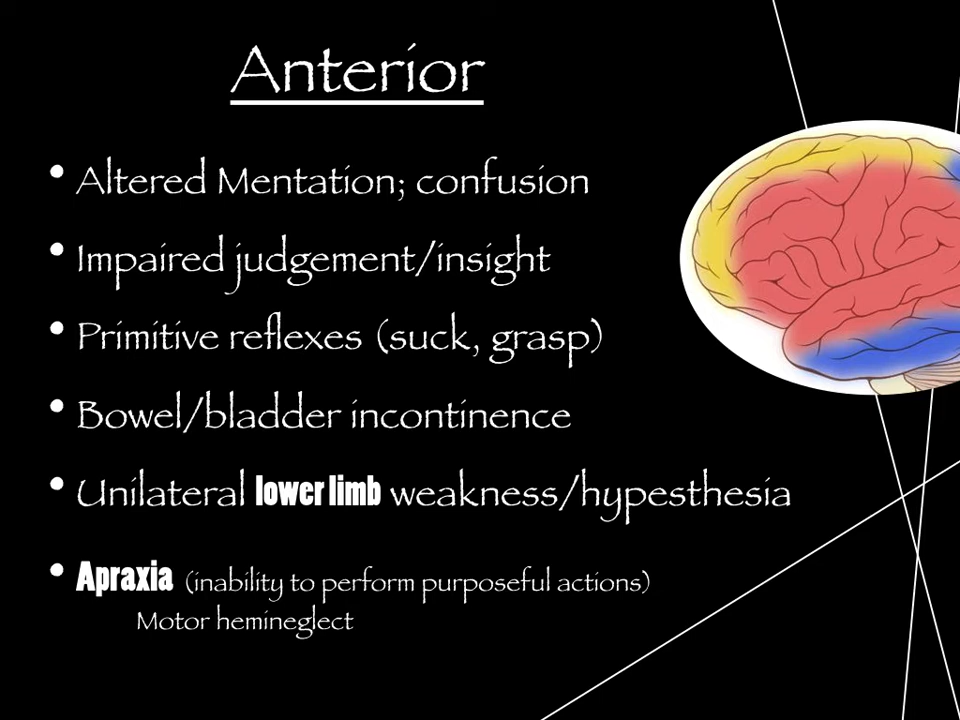 Anterior
• Altered Mentation; confusion
• Impaired judgement/insight
• Primitive reflexes (suck, grasp)
• Bowel/bladder incontinence
• Unilateral lower limb weakness/hypesthesia
• Apraxia (inability to perform purposeful actions)
Motor hemineglect